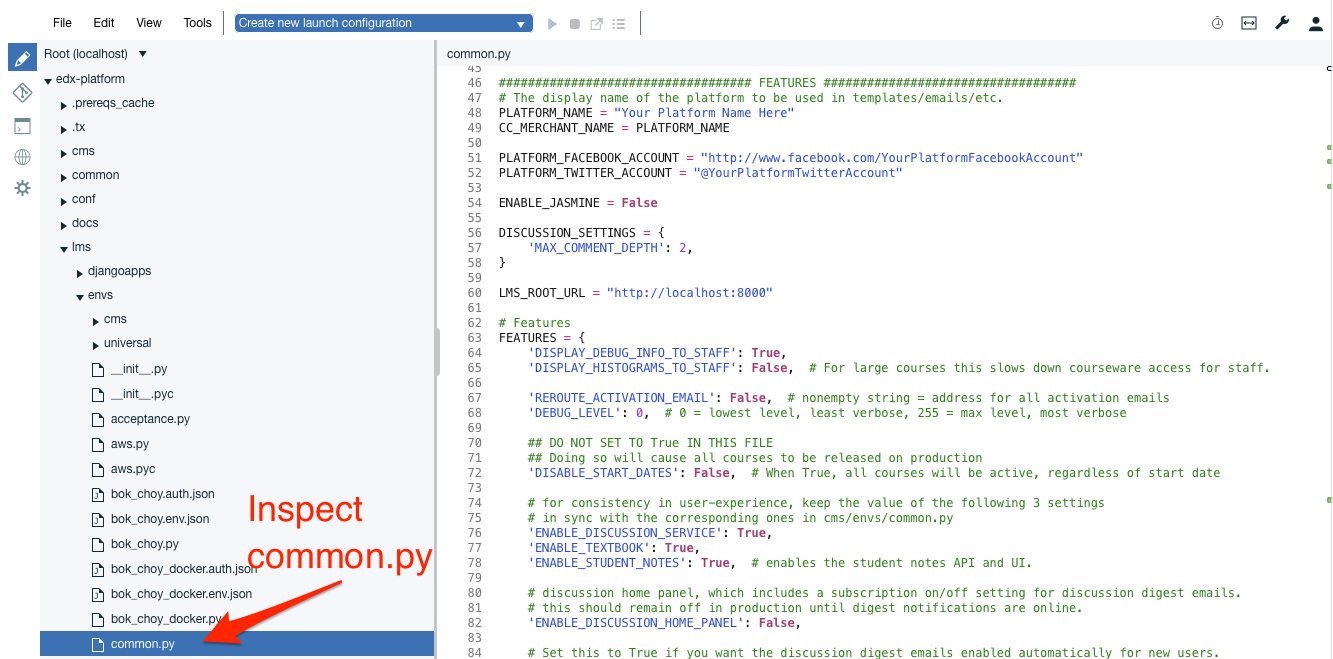 File Edit View Tools Create new launch configuration
Root (localhost)
edx-platform
.prereqs_cache
.tx
cms
common
conf
docs
lms
djangoapps
envs
cms
universal
__init__.py
__init__.pyc
acceptance.py
aws.py
aws.pyc
bok_choy.auth.json
bok_choy.env.json
bok_choy.py
bok_choy_docker.auth.json
bok_choy_docker.env.json
bok_choy_docker.py
common.py
Inspect
common.py
common.py
45
46 ################################### FEATURES ###################################
47 # The display name of the platform to be used in templates/emails/etc.
48 PLATFORM_NAME = "Your Platform Name Here"
49 CC_MERCHANT_NAME = PLATFORM_NAME
50
51 PLATFORM_FACEBOOK_ACCOUNT = "http://www.facebook.com/YourPlatformFacebookAccount"
52 PLATFORM_TWITTER_ACCOUNT = "@YourPlatformTwitterAccount"
53
54 ENABLE_JASMINE = False
55
56 DISCUSSION_SETTINGS = {
57     'MAX_COMMENT_DEPTH': 2,
58 }
59
60 LMS_ROOT_URL = "http://localhost:8000"
61
62 # Features
63 FEATURES = {
64     'DISPLAY_DEBUG_INFO_TO_STAFF': True,
65     'DISPLAY_HISTOGRAMS_TO_STAFF': False,  # For large courses this slows down courseware access for staff.
66
67     'REROUTE_ACTIVATION_EMAIL': False,  # nonempty string = address for all activation emails
68     'DEBUG_LEVEL': 0,  # 0 = lowest level, least verbose, 255 = max level, most verbose
69
70     ## DO NOT SET TO True IN THIS FILE
71     ## Doing so will cause all courses to be released on production
72     'DISABLE_START_DATES': False,  # When True, all courses will be active, regardless of start date
73
74     # for consistency in user-experience, keep the value of the following 3 settings
75     # in sync with the corresponding ones in cms/envs/common.py
76     'ENABLE_DISCUSSION_SERVICE': True,
77     'ENABLE_TEXTBOOK': True,
78     'ENABLE_STUDENT_NOTES': True,  # enables the student notes API and UI.
79
80     # discussion home panel, which includes a subscription on/off setting for discussion digest emails.
81     # this should remain off in production until digest notifications are online.
82     'ENABLE_DISCUSSION_HOME_PANEL': False,
83
84     # Set this to True if you want the discussion digest emails enabled automatically for new users.